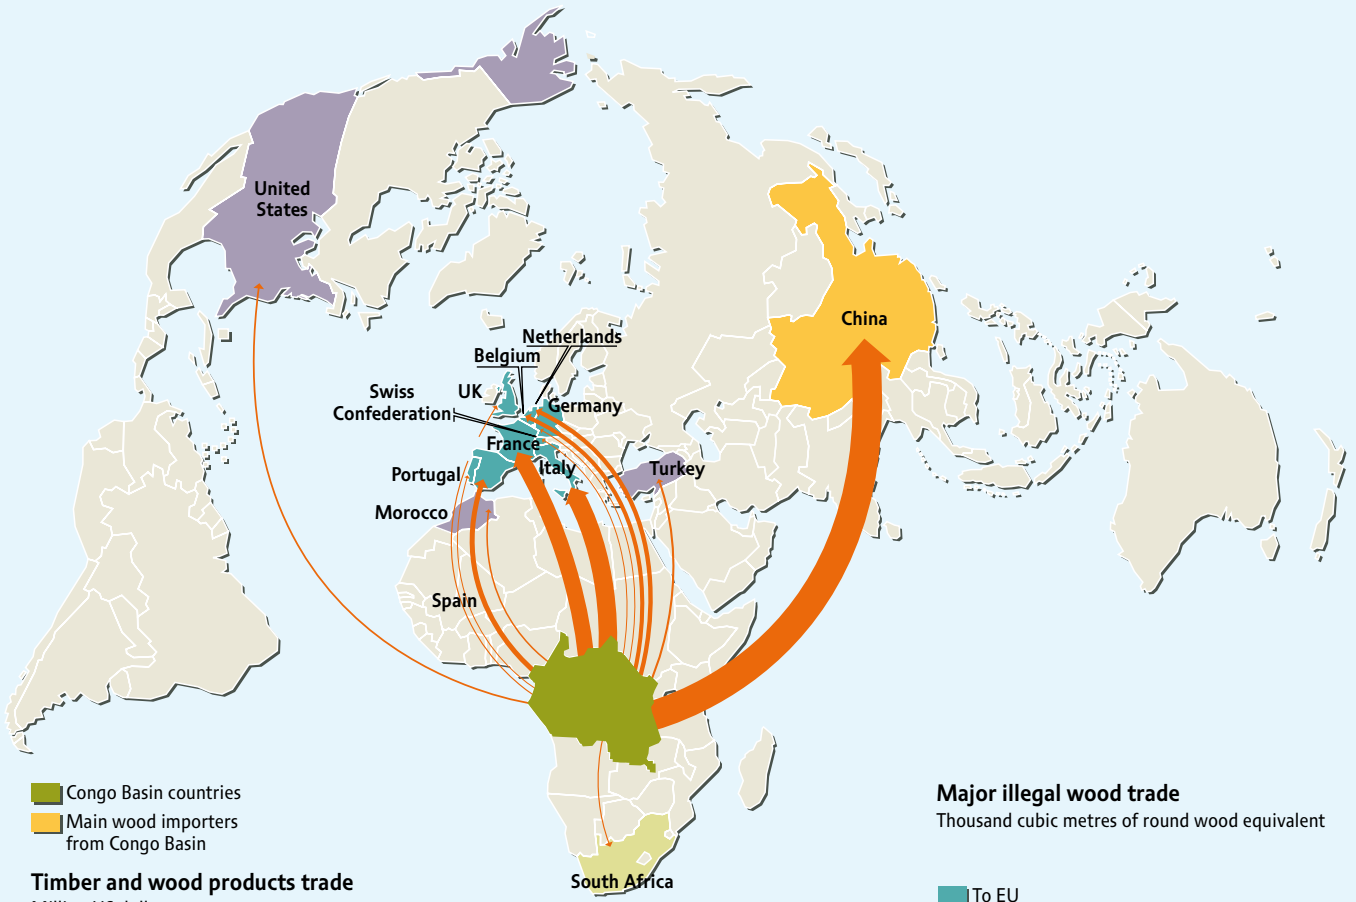 United
States
China
Netherlands
Belgium
Swiss
Confederation
UK
Germany
France
Portugal
Italy
Turkey
Morocco
Spain
South Africa
Congo Basin countries
Main wood importers
from Congo Basin
Timber and wood products trade
Major illegal wood trade
Thousand cubic metres of round wood equivalent
To EU